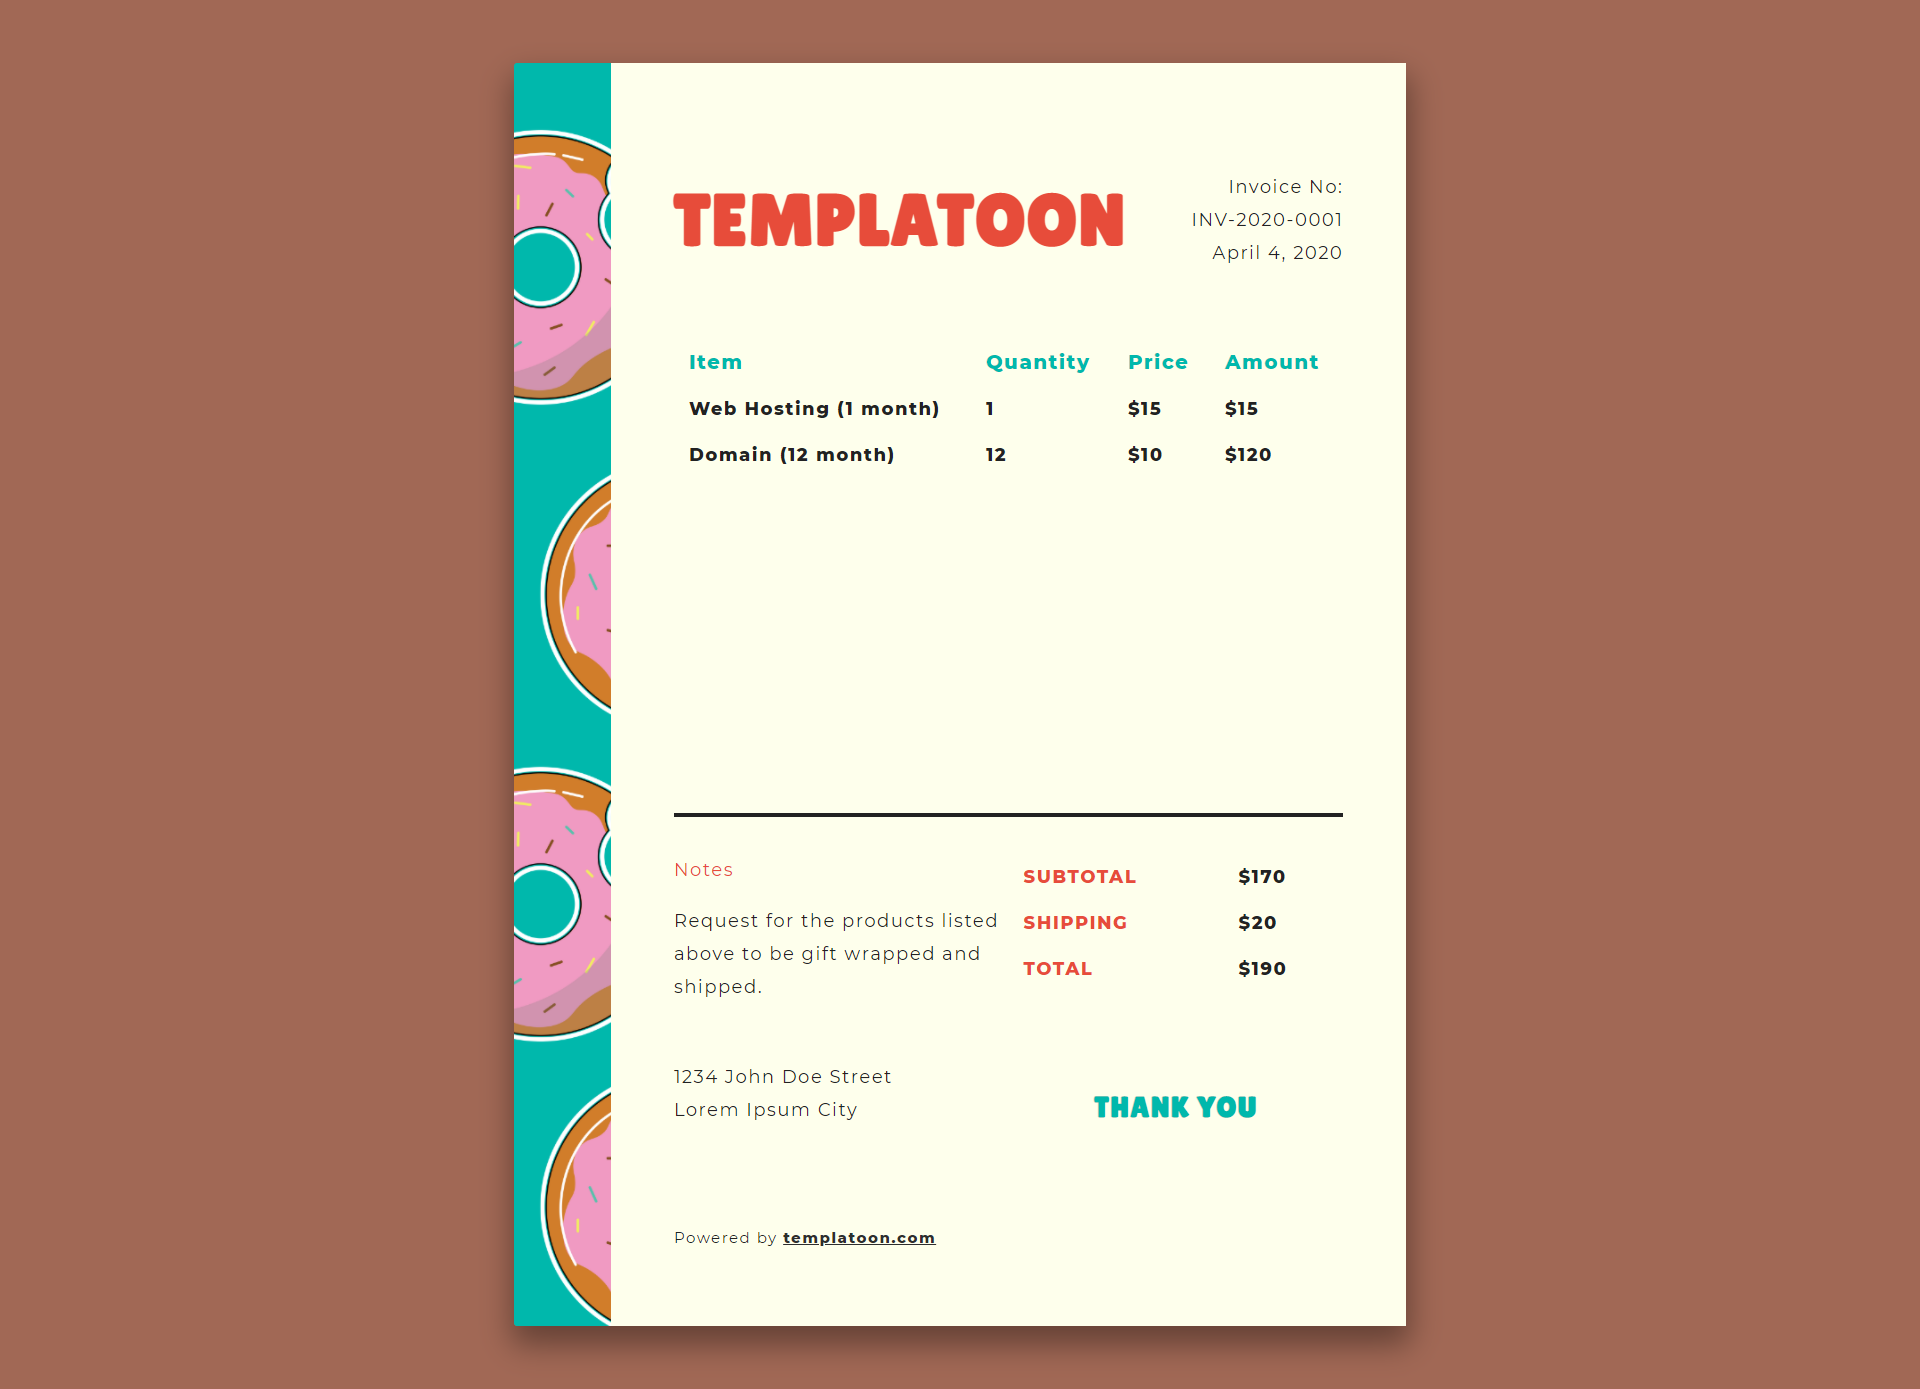 TEMPLATOON
Invoice No:
INV-2020-0001
April 4, 2020
Item Quantity Price Amount
Web Hosting (1 month) 1 $15 $15
Domain (12 month) 12 $10 $120
Notes
Request for the products listed
above to be gift wrapped and
shipped.
SUBTOTAL $170
SHIPPING $20
TOTAL $190
1234 John Doe Street
Lorem Ipsum City
THANK YOU
Powered by templatoon.com